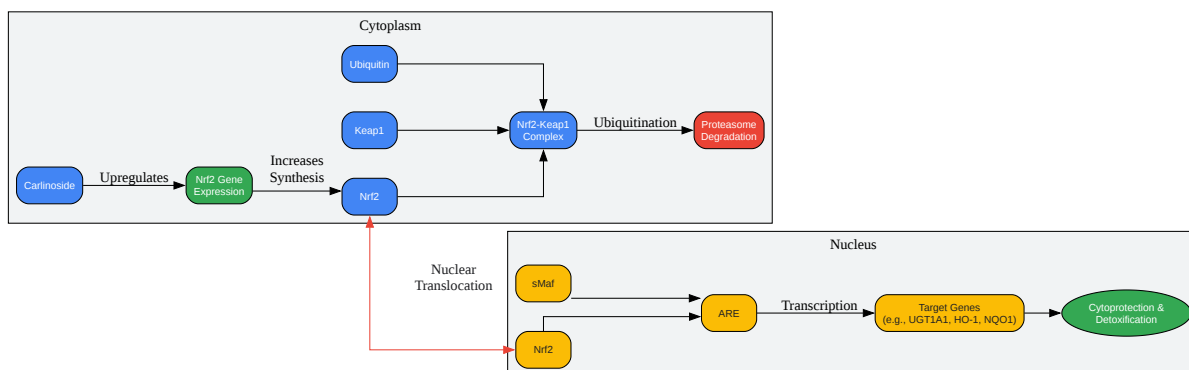 Cytoplasm
Ubiquitin
Keap1
Nrf2-Keap1
Complex
Ubiquitination
Proteasome
Degradation
Carlinoside
Upregulates
Nrf2 Gene
Expression
Increases
Synthesis
Nrf2
Nuclear
Translocation
Nucleus
sMaf
Nrf2
ARE
Transcription
Target Genes
(e.g., UGT1A1, HO-1, NQO1)
Cytoprotection &
Detoxification